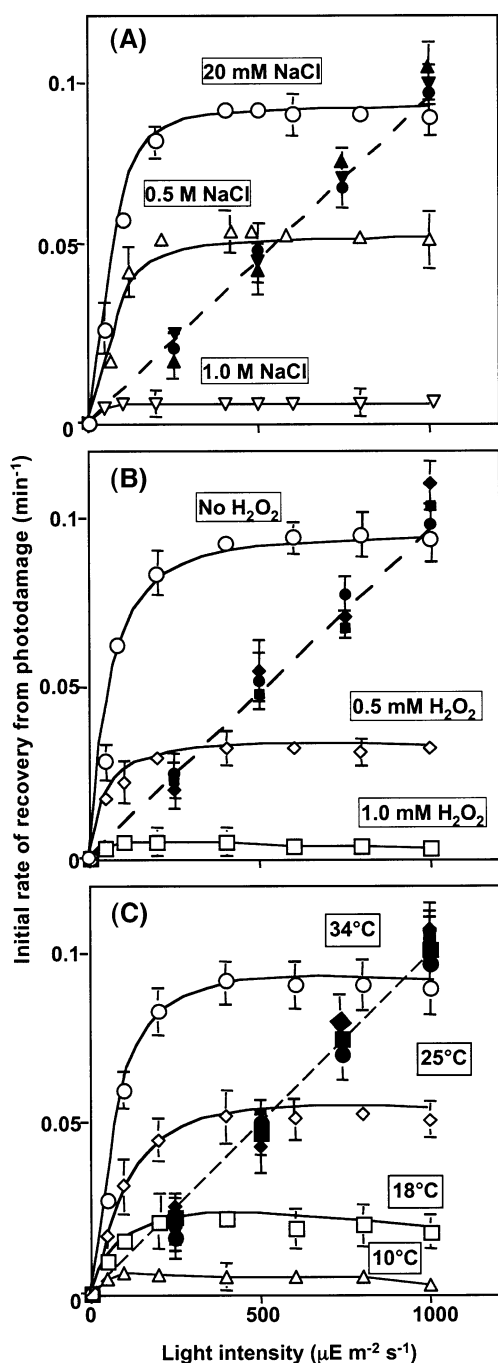 (A)
20 mM NaCl
0.1
0.5 M NaCl
0.05
1.0 M NaCl
0
(B)
No H₂O₂
0.1
0.5 mM H₂O₂
0.05
1.0 mM H₂O₂
0
(C)
34°C
0.1
25°C
0.05
18°C
10°C
0
0 500 1000
Light intensity (μE m⁻² s⁻¹)
Initial rate of recovery from photodamage (min⁻¹)